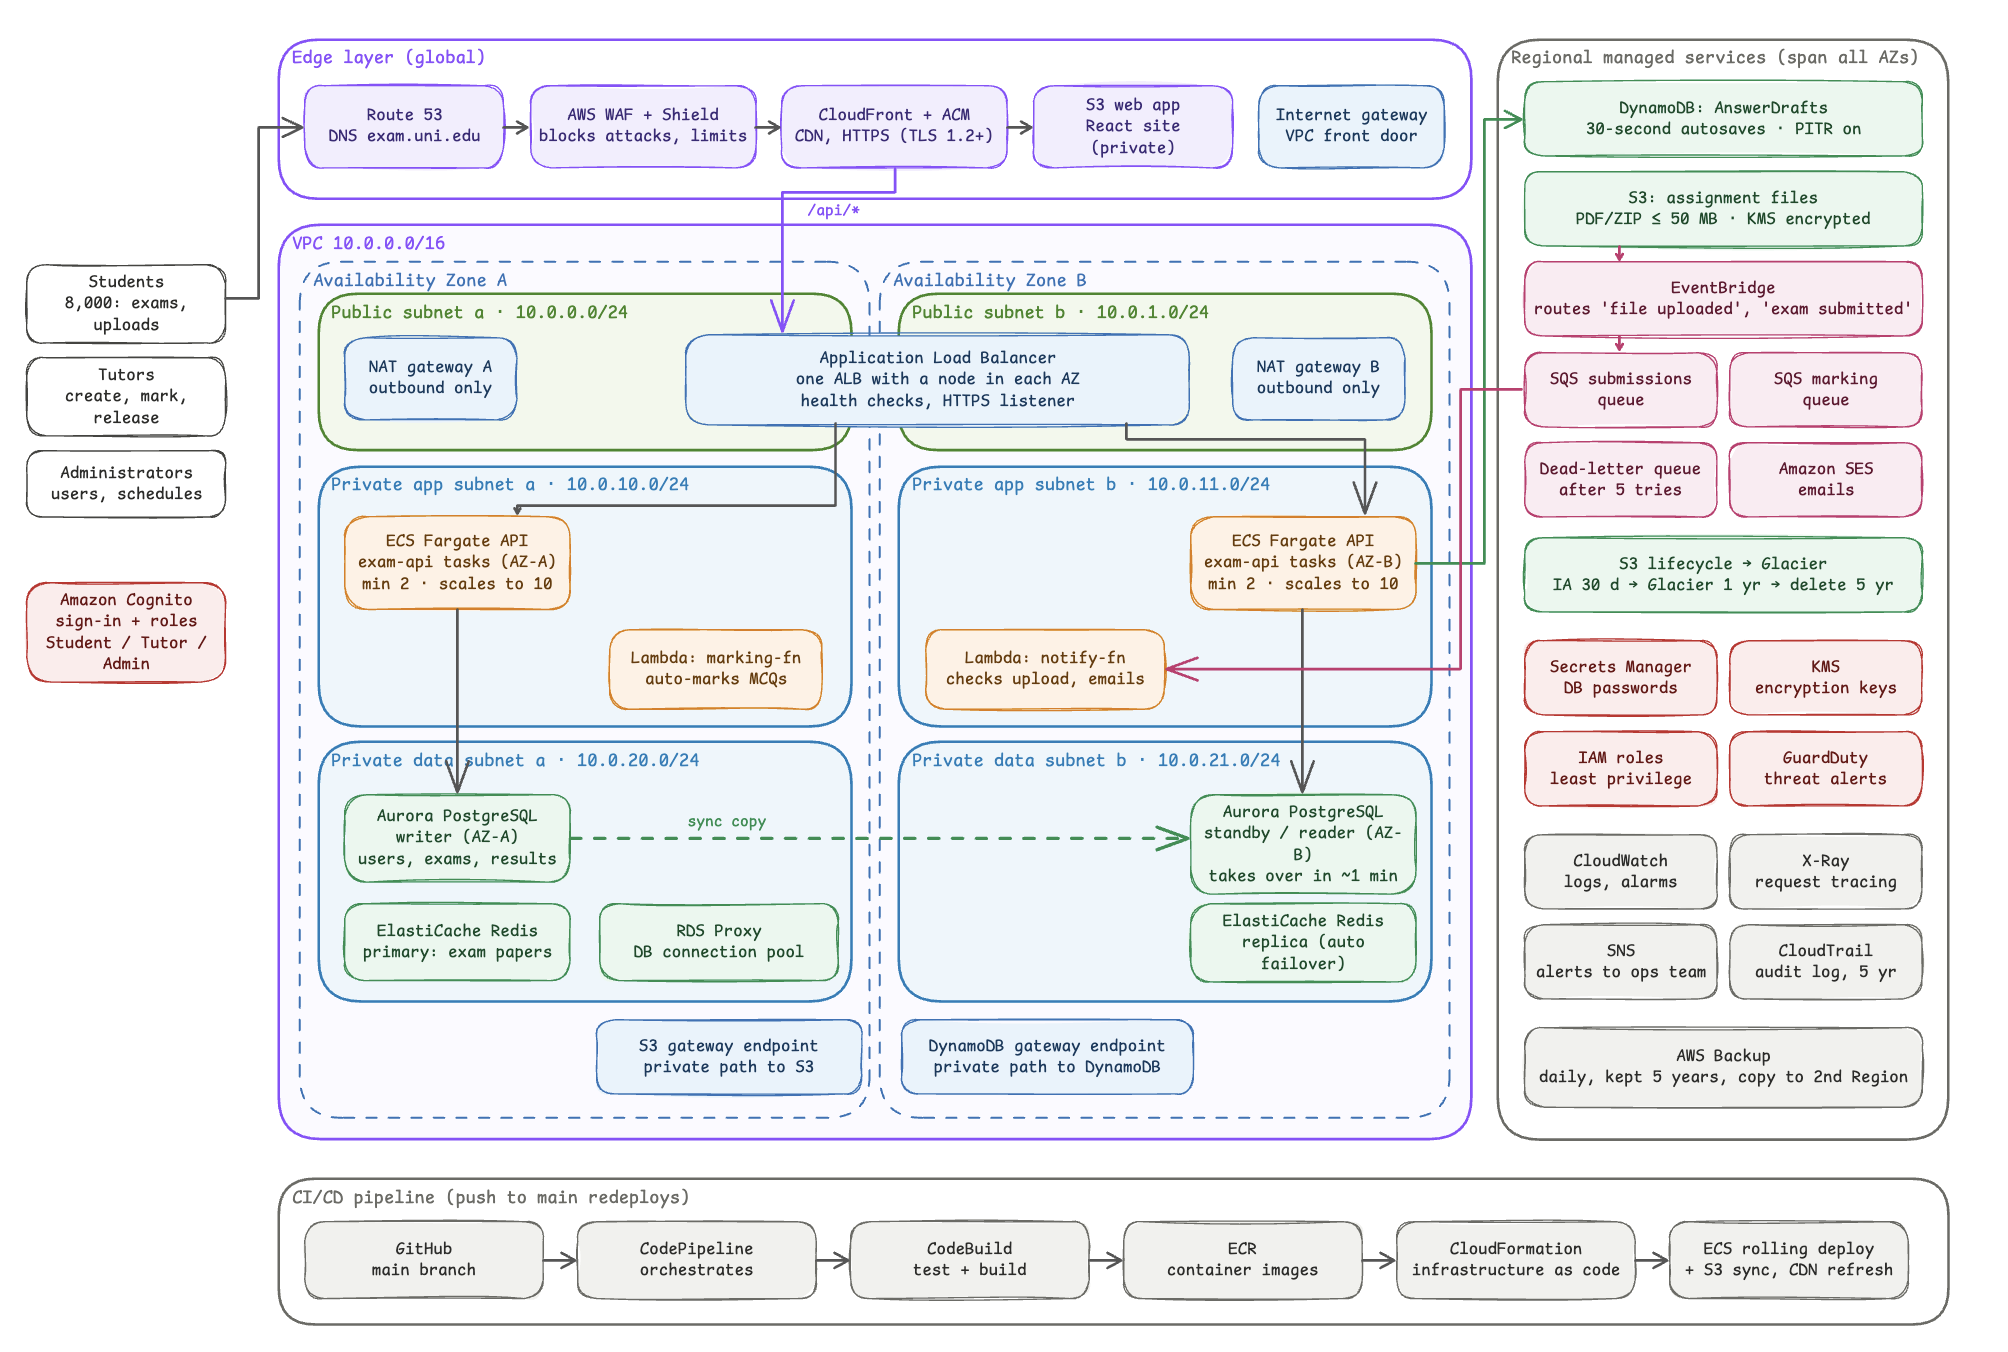 Edge layer (global)
Route 53
DNS exam.uni.edu
AWS WAF + Shield
blocks attacks, limits
CloudFront + ACM
CDN, HTTPS (TLS 1.2+)
S3 web app
React site
(private)
Internet gateway
VPC front door
/api/*
Students
8,000: exams,
uploads
Tutors
create, mark,
release
Administrators
users, schedules
Amazon Cognito
sign-in + roles
Student / Tutor /
Admin
VPC 10.0.0.0/16
Availability Zone A
Public subnet a · 10.0.0.0/24
NAT gateway A
outbound only
Application Load Balancer
one ALB with a node in each AZ
health checks, HTTPS listener
Availability Zone B
Public subnet b · 10.0.1.0/24
NAT gateway B
outbound only
Private app subnet a · 10.0.10.0/24
ECS Fargate API
exam-api tasks (AZ-A)
min 2 · scales to 10
Lambda: marking-fn
auto-marks MCQs
Private app subnet b · 10.0.11.0/24
ECS Fargate API
exam-api tasks (AZ-B)
min 2 · scales to 10
Lambda: notify-fn
checks upload, emails
Private data subnet a · 10.0.20.0/24
Aurora PostgreSQL
writer (AZ-A)
users, exams, results
sync copy
ElastiCache Redis
primary: exam papers
RDS Proxy
DB connection pool
Private data subnet b · 10.0.21.0/24
Aurora PostgreSQL
standby / reader (AZ-
B)
takes over in ~1 min
ElastiCache Redis
replica (auto
failover)
S3 gateway endpoint
private path to S3
DynamoDB gateway endpoint
private path to DynamoDB
Regional managed services (span all AZs)
DynamoDB: AnswerDrafts
30-second autosaves · PITR on
S3: assignment files
PDF/ZIP ≤ 50 MB · KMS encrypted
EventBridge
routes 'file uploaded', 'exam submitted'
SQS submissions
queue
SQS marking
queue
Dead-letter queue
after 5 tries
Amazon SES
emails
S3 lifecycle → Glacier
IA 30 d → Glacier 1 yr → delete 5 yr
Secrets Manager
DB passwords
KMS
encryption keys
IAM roles
least privilege
GuardDuty
threat alerts
CloudWatch
logs, alarms
X-Ray
request tracing
SNS
alerts to ops team
CloudTrail
audit log, 5 yr
AWS Backup
daily, kept 5 years, copy to 2nd Region
CI/CD pipeline (push to main redeploys)
GitHub
main branch
CodePipeline
orchestrates
CodeBuild
test + build
ECR
container images
CloudFormation
infrastructure as code
ECS rolling deploy
+ S3 sync, CDN refresh